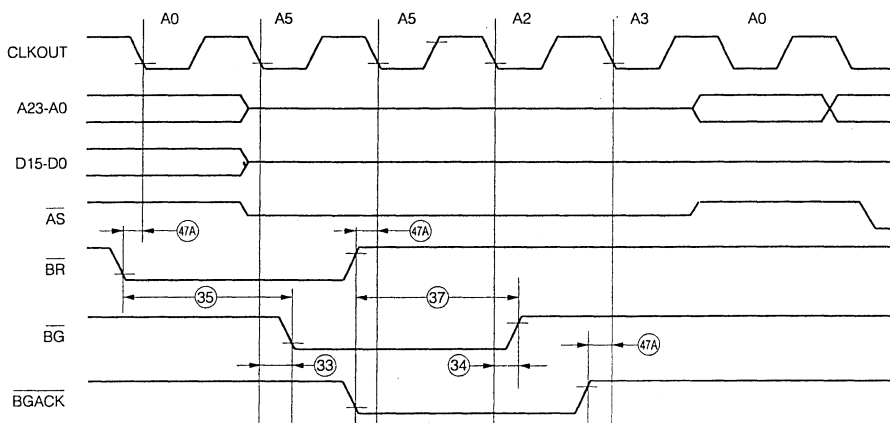 A0 A5 A5 A2 A3 A0
CLKOUT
A23-A0
D15-D0
AS
47A 47A
BR
35 37
BG
47A
33 34
BGACK